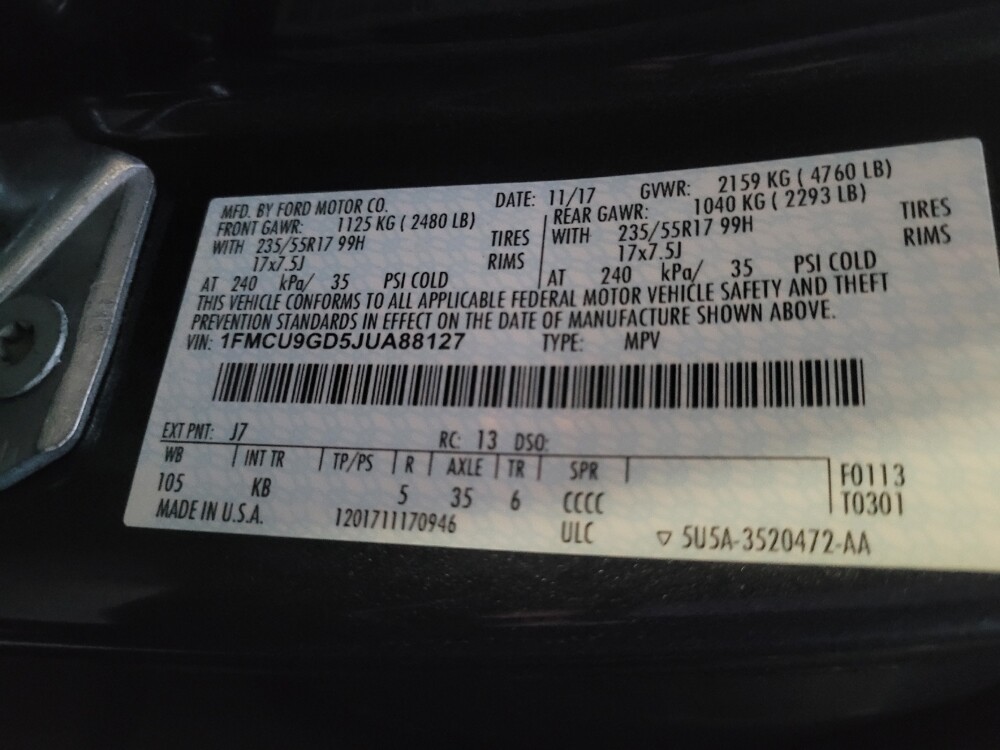 MFD. BY FORD MOTOR CO. DATE: 11/17 GVWR: 2159 KG ( 4760 LB)
FRONT GAWR: 1125 KG ( 2480 LB) REAR GAWR: 1040 KG ( 2293 LB)
WITH 235/55R17 99H TIRES WITH 235/55R17 99H TIRES
17x7.5J RIMS 17x7.5J RIMS
AT 240 kPa/ 35 PSI COLD AT 240 kPa/ 35 PSI COLD
THIS VEHICLE CONFORMS TO ALL APPLICABLE FEDERAL MOTOR VEHICLE SAFETY AND THEFT
PREVENTION STANDARDS IN EFFECT ON THE DATE OF MANUFACTURE SHOWN ABOVE.
VIN: 1FMCU9GD5JUA88127 TYPE: MPV
EXT PNT: J7 RC: 13 DSO:
WB INT TR TP/PS R AXLE TR SPR F0113
105 KB 5 35 6 CCCC T0301
MADE IN U.S.A. 1201711170946 ULC ▽ 5U5A-3520472-AA